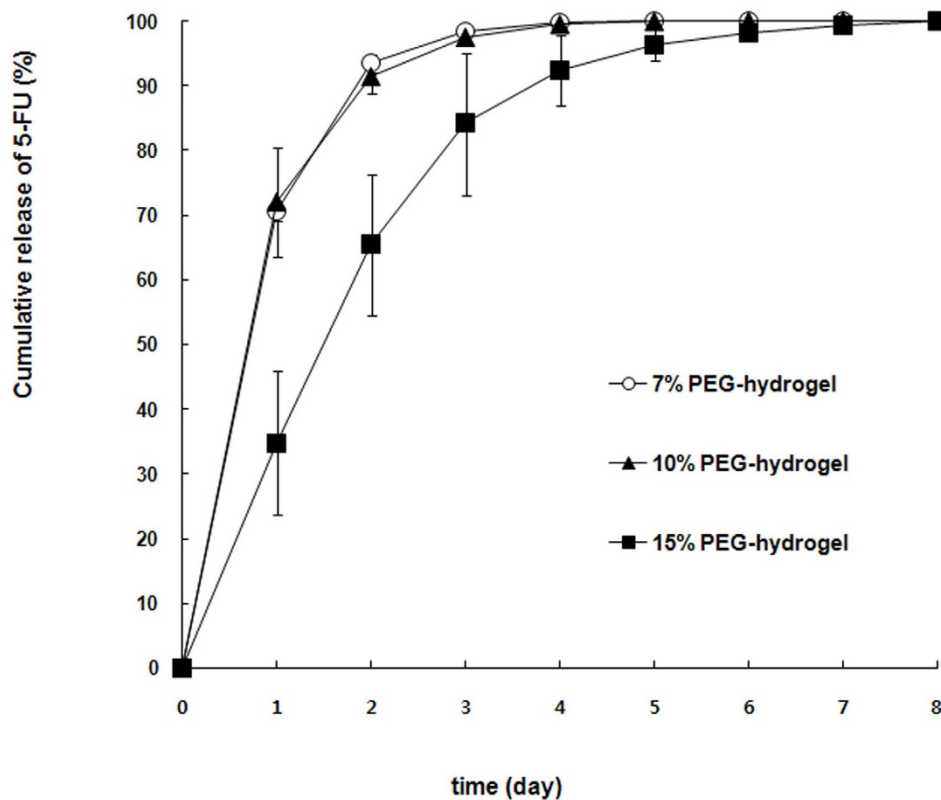 Cumulative release of 5-FU (%)
100
90
80
70
60
50
40
30
20
10
0
7% PEG-hydrogel
10% PEG-hydrogel
15% PEG-hydrogel
0 1 2 3 4 5 6 7 8
time (day)